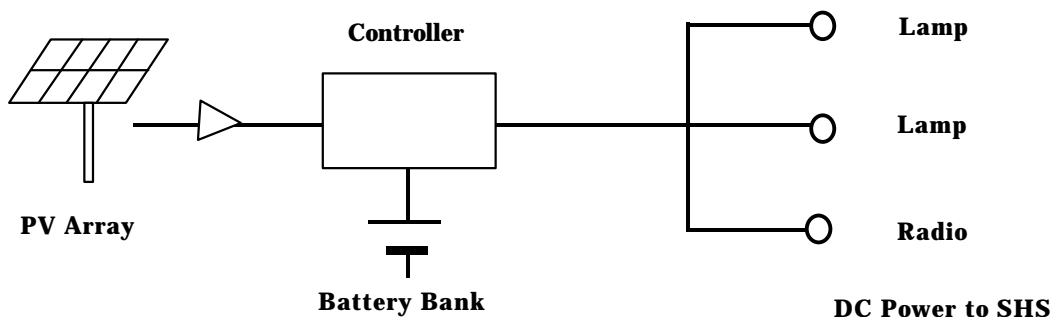 Controller
Lamp
Lamp
PV Array
Radio
Battery Bank
DC Power to SHS